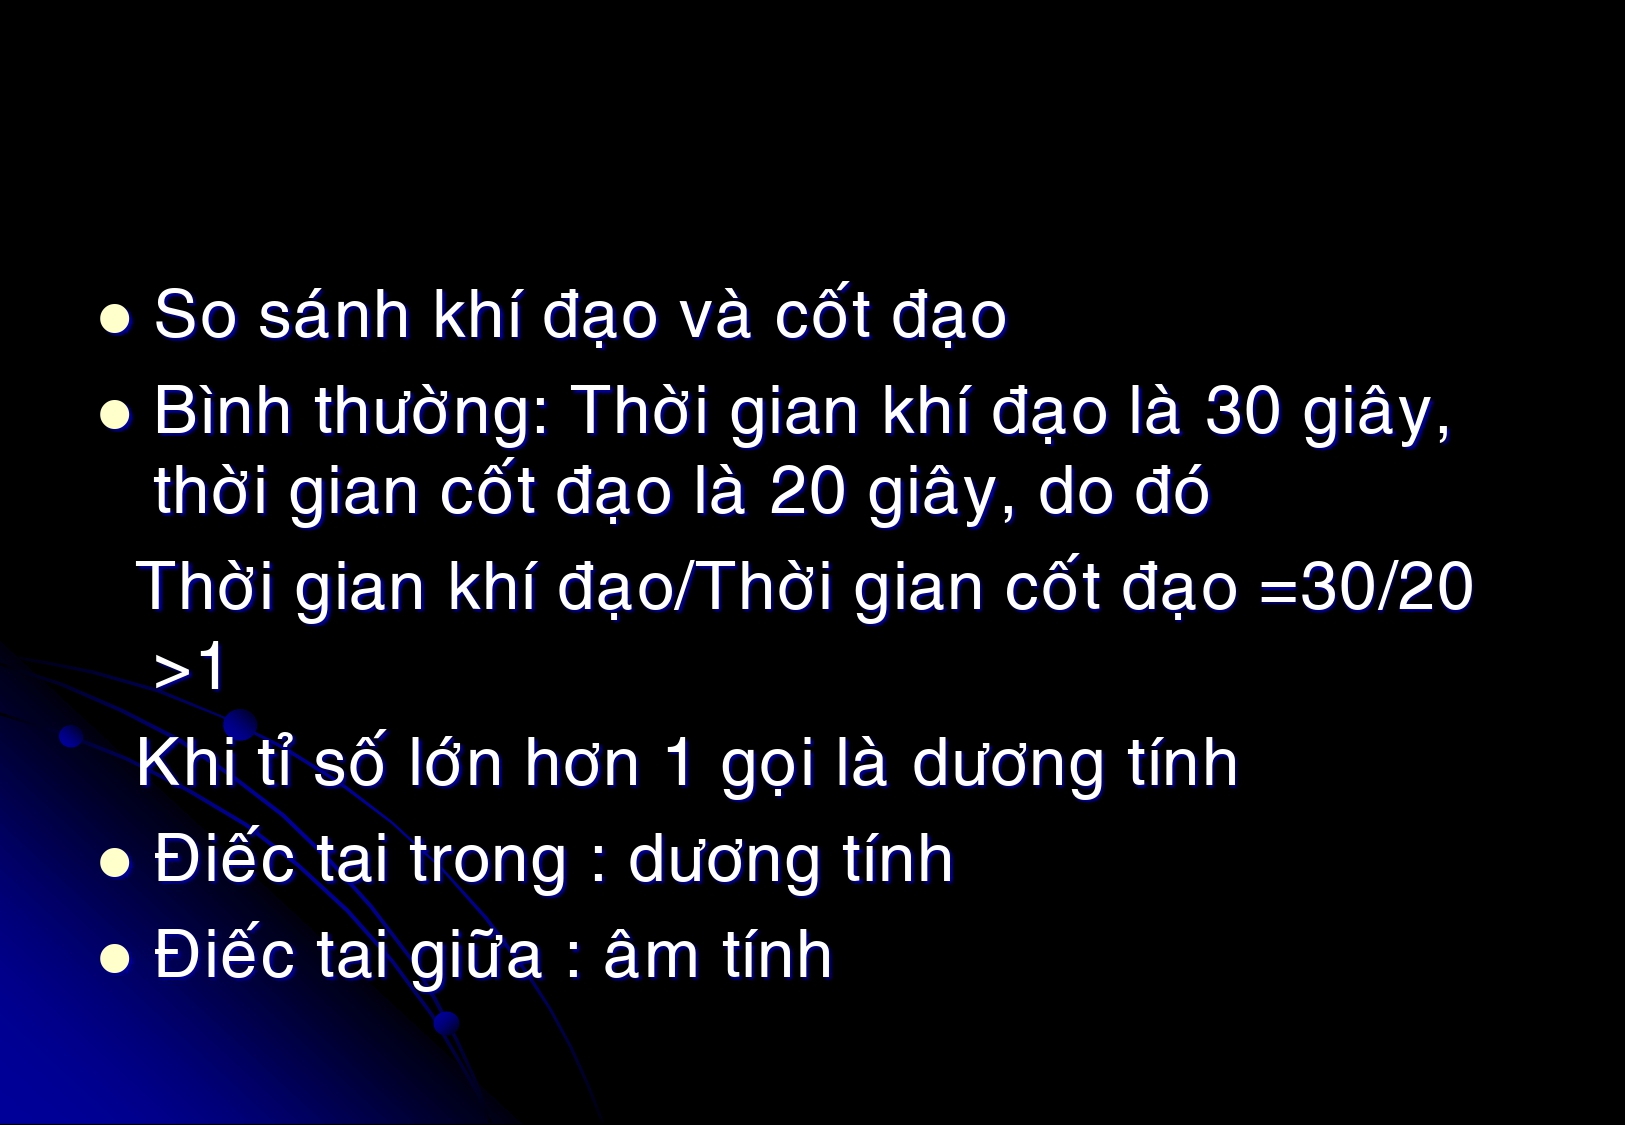 So sánh khí đạo và cốt đạo
Bình thường: Thời gian khí đạo là 30 giây,
thời gian cốt đạo là 20 giây, do đó
Thời gian khí đạo/Thời gian cốt đạo =30/20
>1
Khi tỉ số lớn hơn 1 gọi là dương tính
Điếc tai trong : dương tính
Điếc tai giữa : âm tính